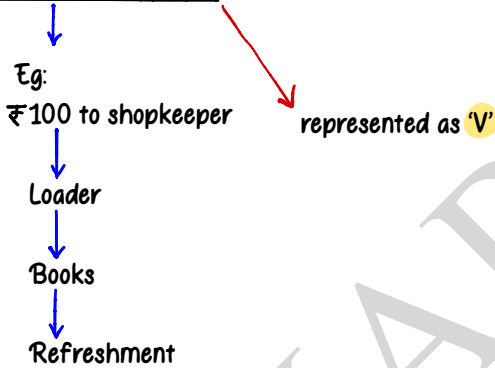 Eg:
₹100 to shopkeeper
represented as 'V'
Loader
Books
Refreshment